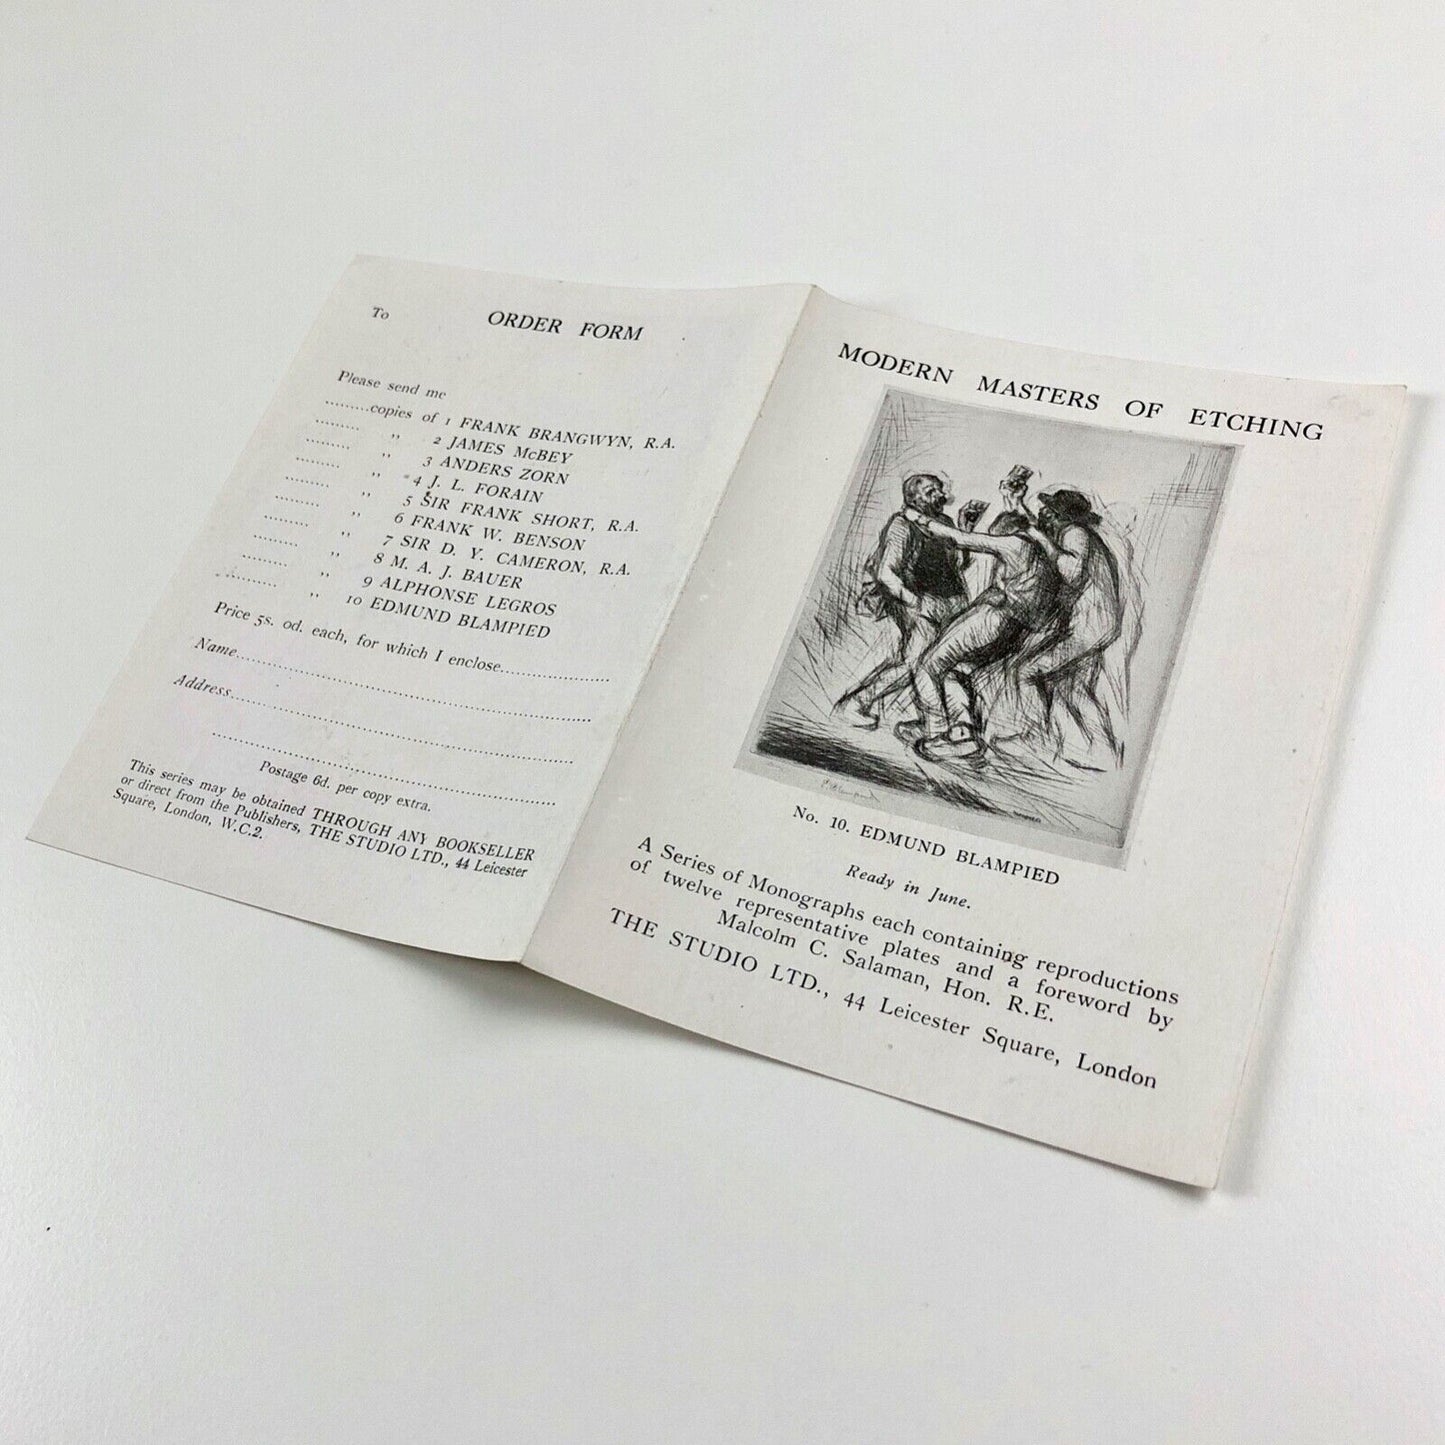 To
ORDER FORM
Please send me
.........copies of 1 FRANK BRANGWYN, R.A.
......... ,, 2 JAMES McBEY
......... ,, 3 ANDERS ZORN
......... ,, 4 J. L. FORAIN
......... ,, 5 SIR FRANK SHORT, R.A.
......... ,, 6 FRANK W. BENSON
......... ,, 7 SIR D. Y. CAMERON, R.A.
......... ,, 8 M. A. J. BAUER
......... ,, 9 ALPHONSE LEGROS
......... ,, 10 EDMUND BLAMPIED
Price 5s. od. each, for which I enclose......................
Name...............................................................
Address............................................................
...............................................................
Postage 6d. per copy extra.
This series may be obtained THROUGH ANY BOOKSELLER
or direct from the Publishers, THE STUDIO LTD., 44 Leicester
Square, London, W.C.2.
MODERN MASTERS OF ETCHING
No. 10. EDMUND BLAMPIED
Ready in June.
A Series of Monographs each containing reproductions
of twelve representative plates and a foreword by
Malcolm C. Salaman, Hon. R.E.
THE STUDIO LTD., 44 Leicester Square, London